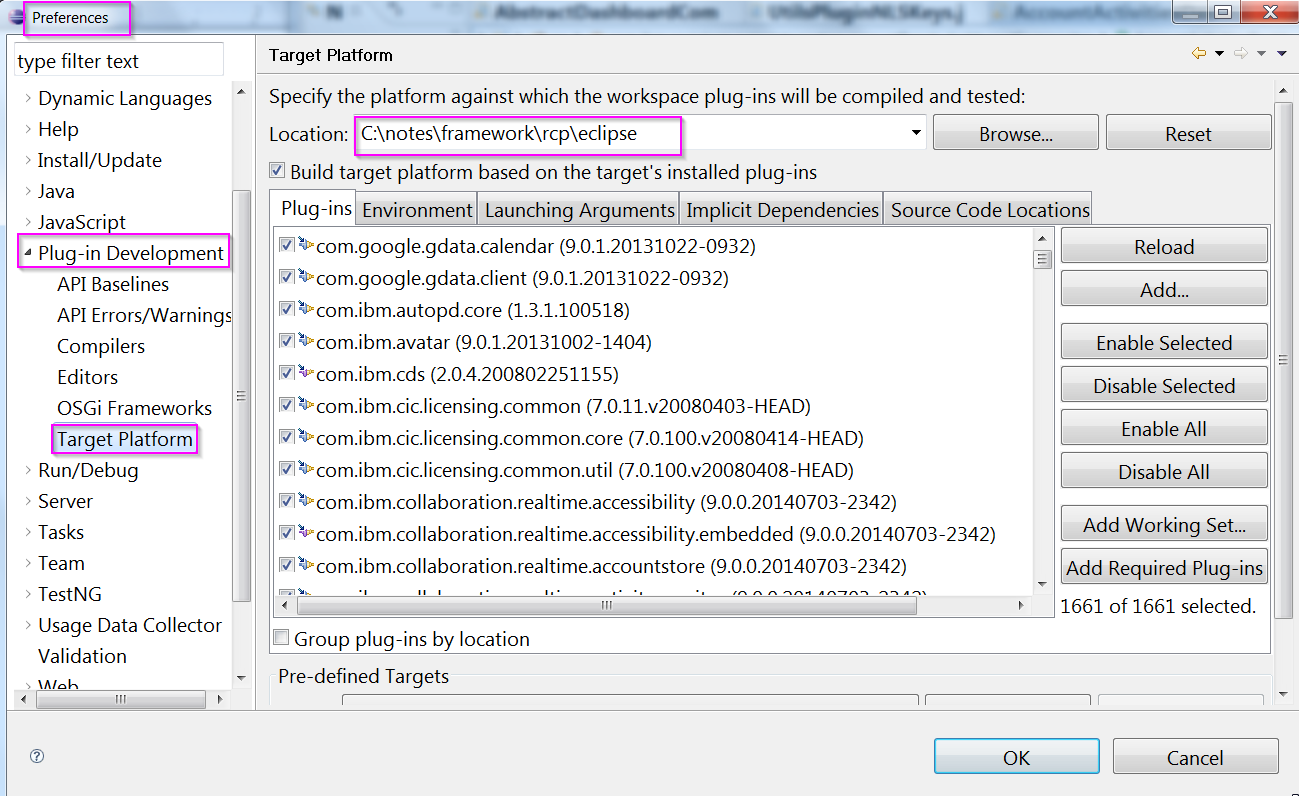 Preferences
AbstractDashboardCom
UtilsPluginNLSKeys.j
type filter text
Dynamic Languages
Help
Install/Update
Java
JavaScript
Plug-in Development
API Baselines
API Errors/Warnings
Compilers
Editors
OSGi Frameworks
Target Platform
Run/Debug
Server
Tasks
Team
TestNG
Usage Data Collector
Validation
Web
Target Platform
Specify the platform against which the workspace plug-ins will be compiled and tested:
Location: C:\notes\framework\rcp\eclipse Browse... Reset
Build target platform based on the target's installed plug-ins
Plug-ins Environment Launching Arguments Implicit Dependencies Source Code Locations
com.google.gdata.calendar (9.0.1.20131022-0932)
com.google.gdata.client (9.0.1.20131022-0932)
com.ibm.autopd.core (1.3.1.100518)
com.ibm.avatar (9.0.1.20131002-1404)
com.ibm.cds (2.0.4.200802251155)
com.ibm.cic.licensing.common (7.0.11.v20080403-HEAD)
com.ibm.cic.licensing.common.core (7.0.100.v20080414-HEAD)
com.ibm.cic.licensing.common.util (7.0.100.v20080408-HEAD)
com.ibm.collaboration.realtime.accessibility (9.0.0.20140703-2342)
com.ibm.collaboration.realtime.accessibility.embedded (9.0.0.20140703-2342)
com.ibm.collaboration.realtime.accountstore (9.0.0.20140703-2342)
Reload
Add...
Enable Selected
Disable Selected
Enable All
Disable All
Add Working Set...
Add Required Plug-ins
1661 of 1661 selected.
Group plug-ins by location
Pre-defined Targets
OK Cancel